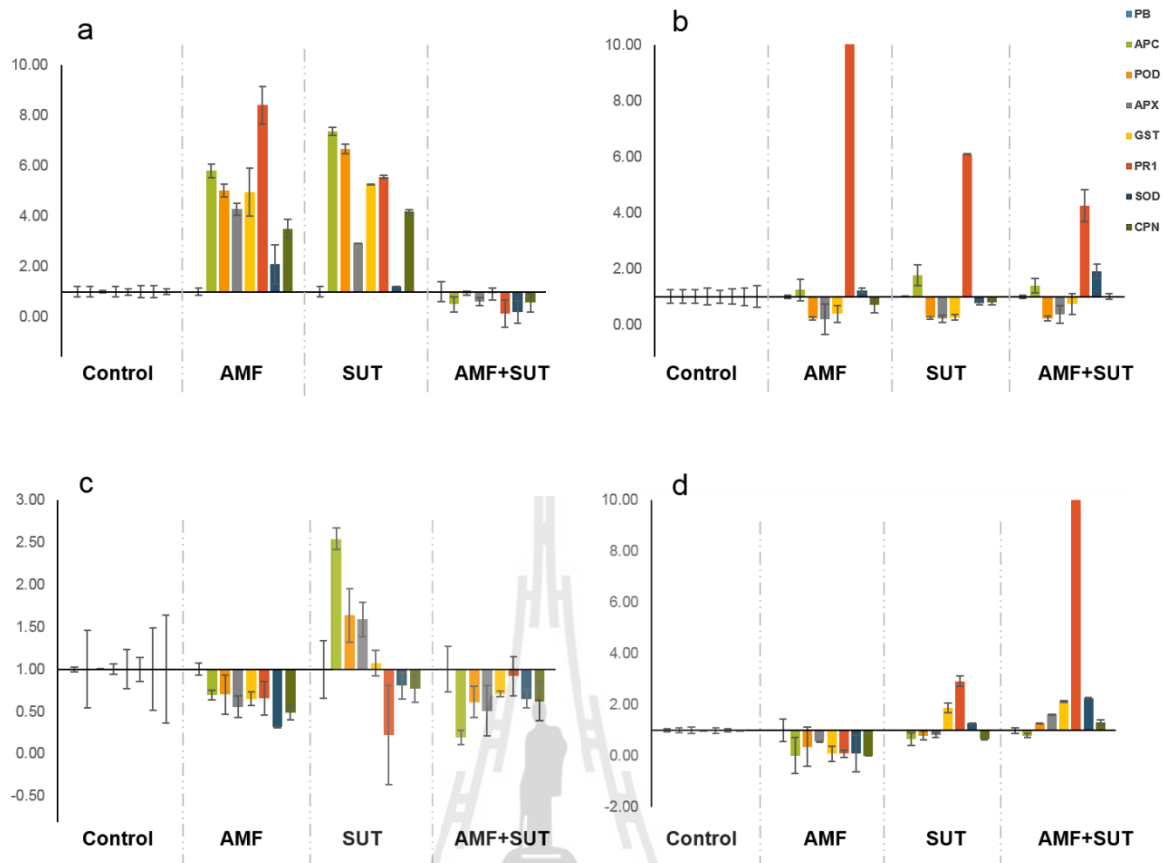 a
10.00
8.00
6.00
4.00
2.00
0.00
Control AMF SUT AMF+SUT
b
10.00
8.00
6.00
4.00
2.00
0.00
Control AMF SUT AMF+SUT
PB
APC
POD
APX
GST
PR1
SOD
CPN
c
3.00
2.50
2.00
1.50
1.00
0.50
0.00
-0.50
Control AMF SUT AMF+SUT
d
10.00
8.00
6.00
4.00
2.00
0.00
-2.00
Control AMF SUT AMF+SUT